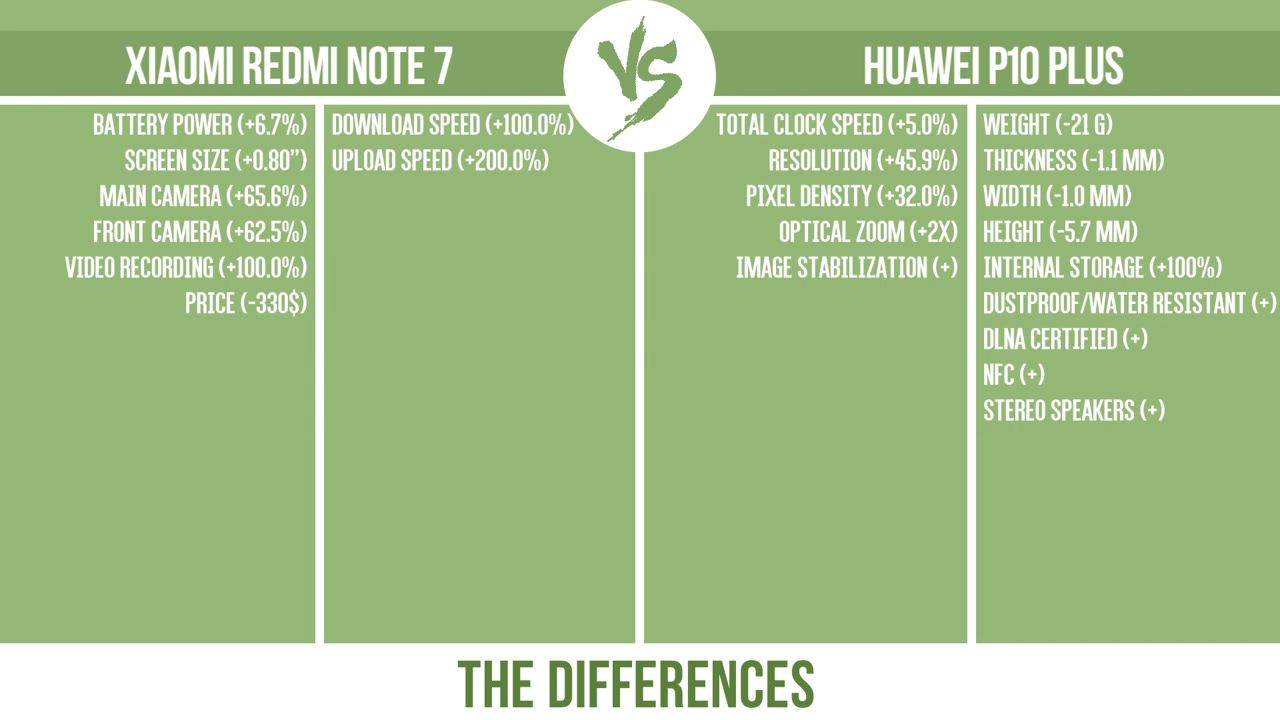 XIAOMI REDMI NOTE 7
VS
HUAWEI P10 PLUS
BATTERY POWER (+6.7%)
SCREEN SIZE (+0.80")
MAIN CAMERA (+65.6%)
FRONT CAMERA (+62.5%)
VIDEO RECORDING (+100.0%)
PRICE (-330$)
DOWNLOAD SPEED (+100.0%)
UPLOAD SPEED (+200.0%)
TOTAL CLOCK SPEED (+5.0%)
RESOLUTION (+45.9%)
PIXEL DENSITY (+32.0%)
OPTICAL ZOOM (+2X)
IMAGE STABILIZATION (+)
WEIGHT (-21 G)
THICKNESS (-1.1 MM)
WIDTH (-1.0 MM)
HEIGHT (-5.7 MM)
INTERNAL STORAGE (+100%)
DUSTPROOF/WATER RESISTANT (+)
DLNA CERTIFIED (+)
NFC (+)
STEREO SPEAKERS (+)
THE DIFFERENCES